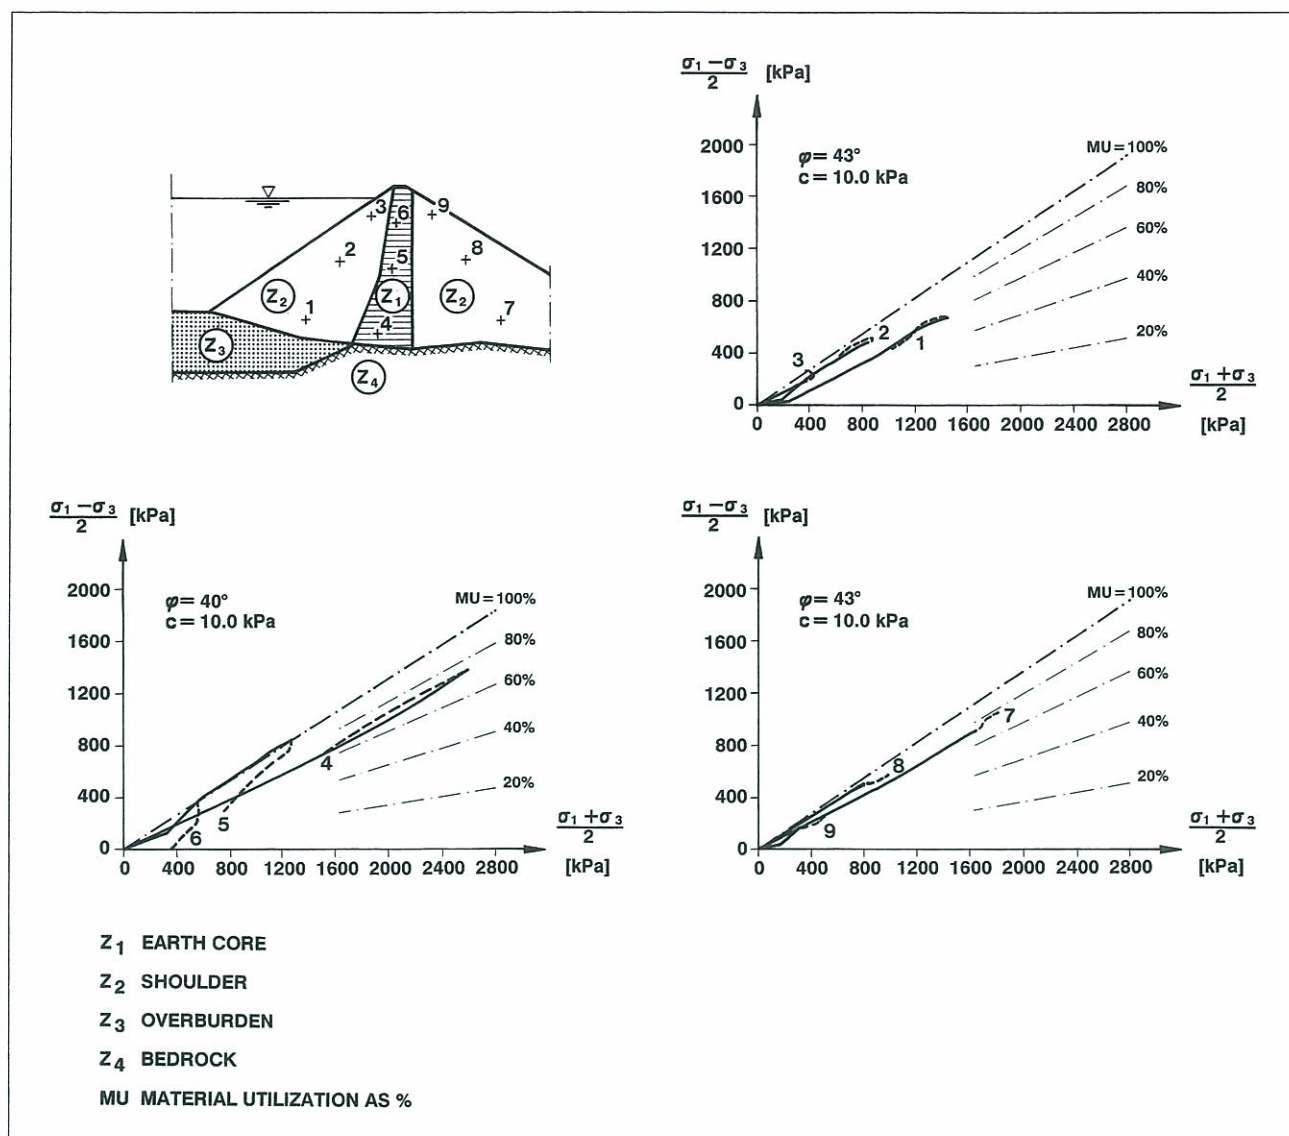 3
6
9
2
8
5
Z2
Z1
Z2
1
4
7
Z3
Z4
σ1 − σ3
2
[kPa]
2000
1600
1200
800
400
0
φ = 43°
c = 10.0 kPa
MU = 100%
80%
60%
40%
20%
3
2
1
0 400 800 1200 1600 2000 2400 2800
σ1 + σ3
2
[kPa]
σ1 − σ3
2
[kPa]
2000
1600
1200
800
400
0
φ = 40°
c = 10.0 kPa
MU = 100%
80%
60%
40%
20%
4
5
6
0 400 800 1200 1600 2000 2400 2800
σ1 + σ3
2
[kPa]
σ1 − σ3
2
[kPa]
2000
1600
1200
800
400
0
φ = 43°
c = 10.0 kPa
MU = 100%
80%
60%
40%
20%
7
8
9
0 400 800 1200 1600 2000 2400 2800
σ1 + σ3
2
[kPa]
Z1 EARTH CORE
Z2 SHOULDER
Z3 OVERBURDEN
Z4 BEDROCK
MU MATERIAL UTILIZATION AS %